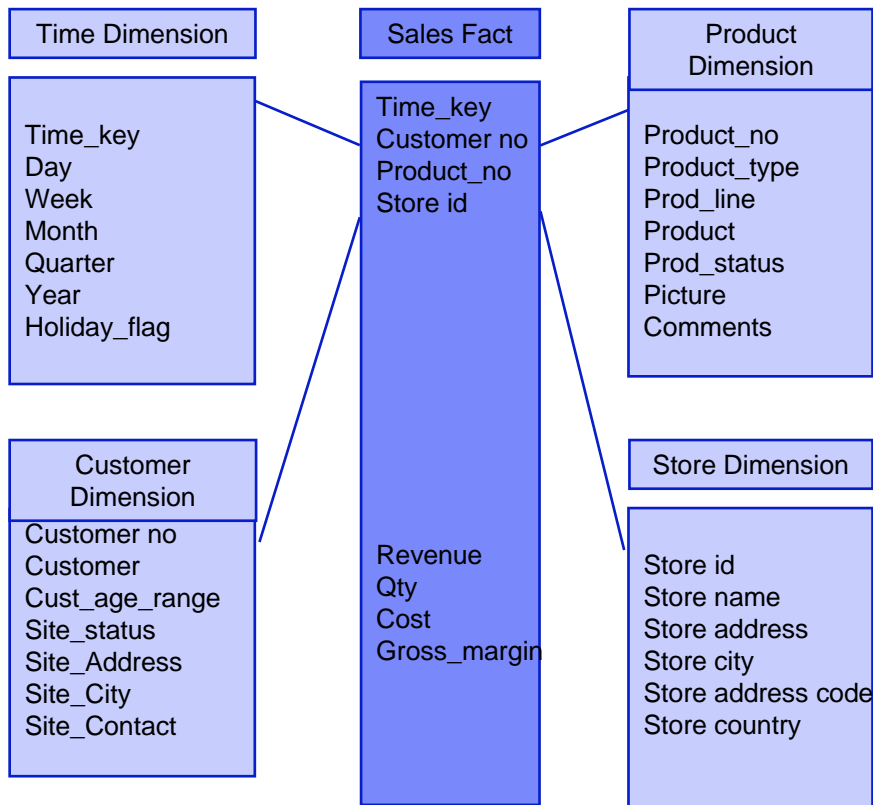 Time Dimension
Time_key
Day
Week
Month
Quarter
Year
Holiday_flag
Sales Fact
Time_key
Customer no
Product_no
Store id
Revenue
Qty
Cost
Gross_margin
Product
Dimension
Product_no
Product_type
Prod_line
Product
Prod_status
Picture
Comments
Customer
Dimension
Customer no
Customer
Cust_age_range
Site_status
Site_Address
Site_City
Site_Contact
Store Dimension
Store id
Store name
Store address
Store city
Store address code
Store country